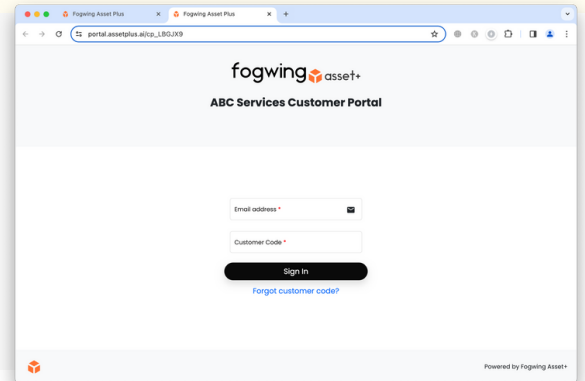 Fogwing Asset Plus
Fogwing Asset Plus
portal.assetplus.ai/cp_LBGJX9
fogwing asset+
ABC Services Customer Portal
Email address *
Customer Code *
Sign In
Forgot customer code?
Powered by Fogwing Asset+